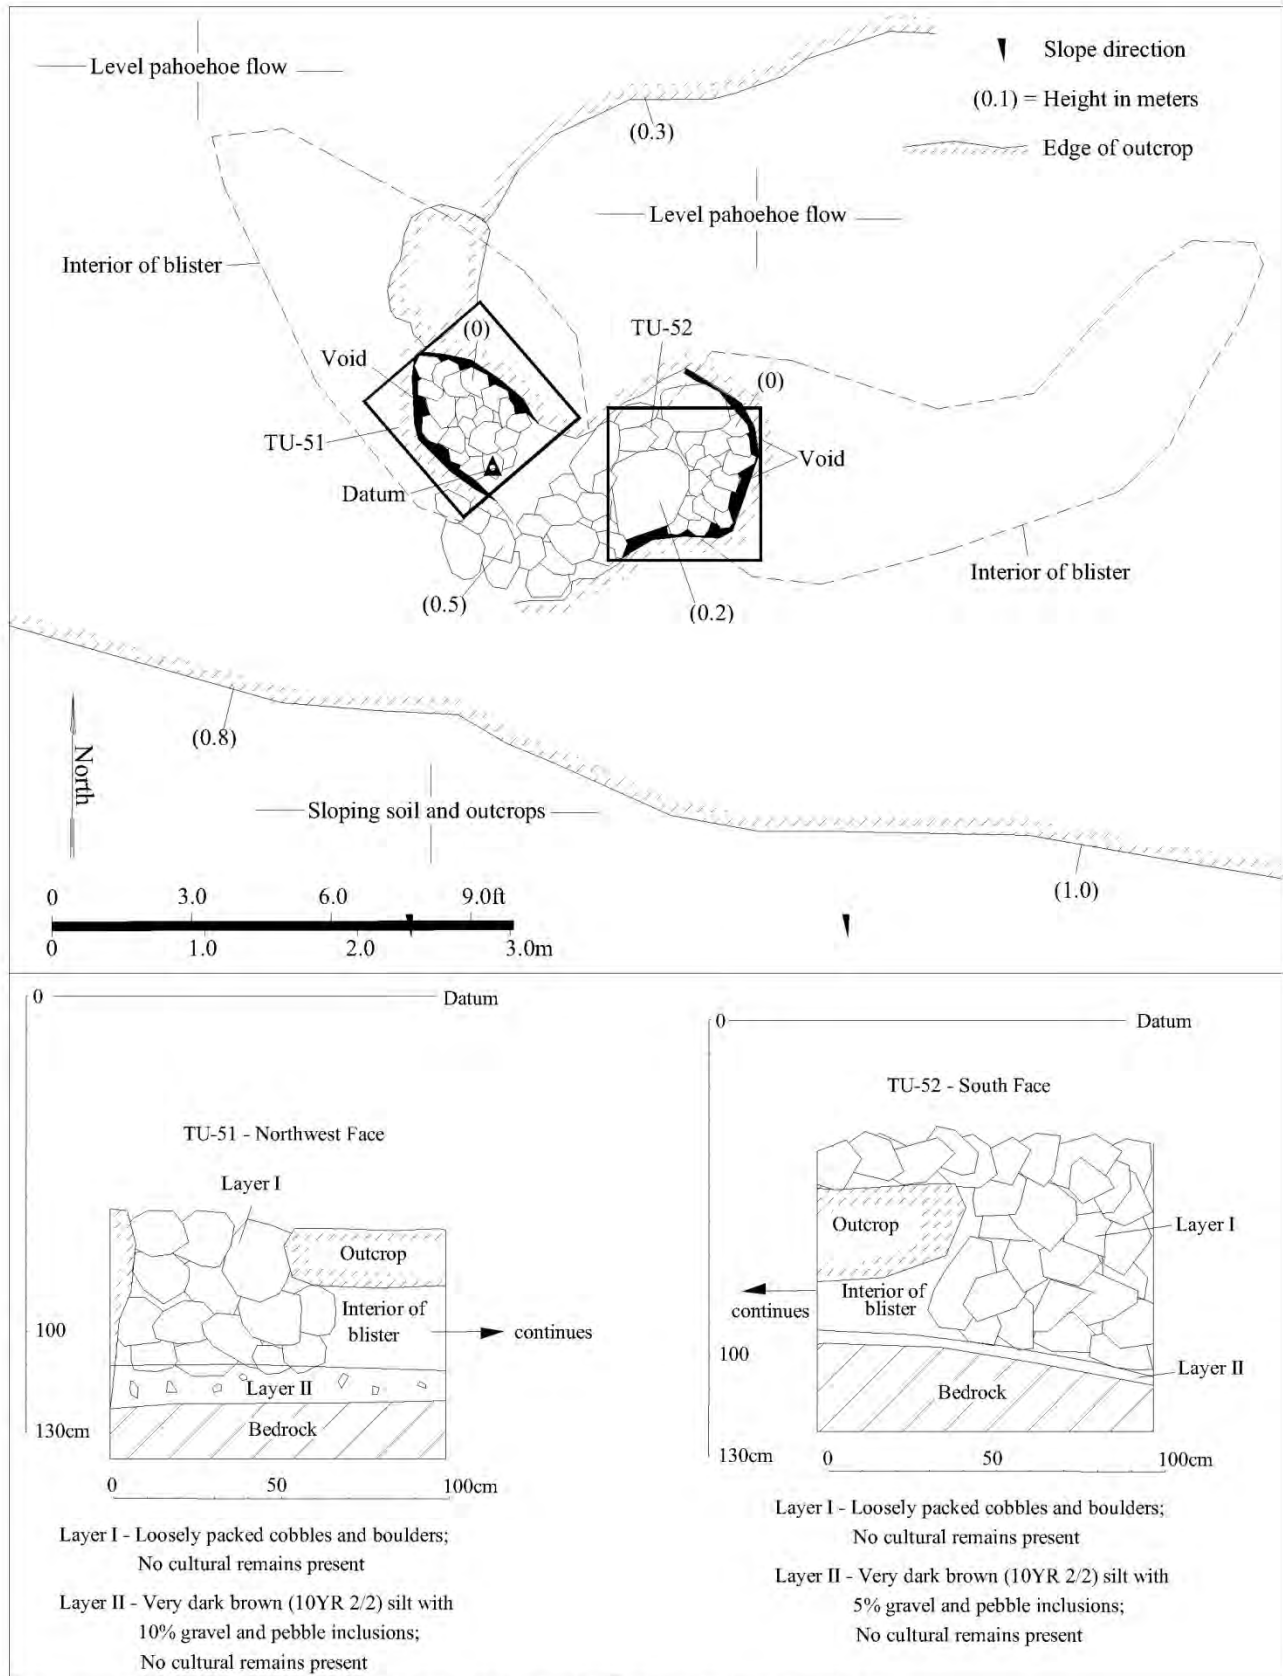 Level pahoehoe flow
Slope direction
(0.1) = Height in meters
(0.3)
Edge of outcrop
Level pahoehoe flow
Interior of blister
(0)
TU-52
Void
(0)
TU-51
Void
Datum
Interior of blister
(0.5)
(0.2)
(0.8)
North
Sloping soil and outcrops
(1.0)
0 3.0 6.0 9.0ft
0 1.0 2.0 3.0m
0 Datum
TU-51 - Northwest Face
Layer I
Outcrop
Interior of
blister
continues
100
Layer II
Bedrock
130cm
0 50 100cm
Layer I - Loosely packed cobbles and boulders;
No cultural remains present
Layer II - Very dark brown (10YR 2/2) silt with
10% gravel and pebble inclusions;
No cultural remains present
0 Datum
TU-52 - South Face
Outcrop
Layer I
Interior of
blister
continues
100
Layer II
Bedrock
130cm
0 50 100cm
Layer I - Loosely packed cobbles and boulders;
No cultural remains present
Layer II - Very dark brown (10YR 2/2) silt with
5% gravel and pebble inclusions;
No cultural remains present